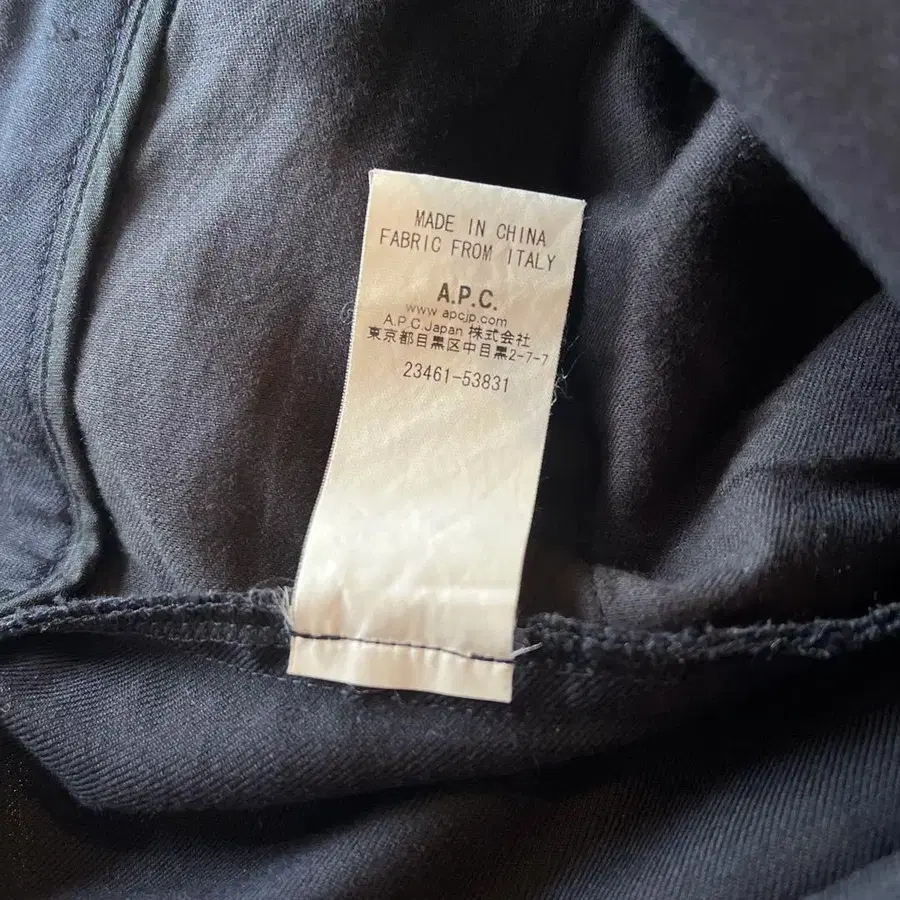 MADE IN CHINA
FABRIC FROM ITALY
A.P.C.
www.apcjp.com
A.P.C.Japan 株式会社
東京都目黒区中目黒2-7-7
23461-53831